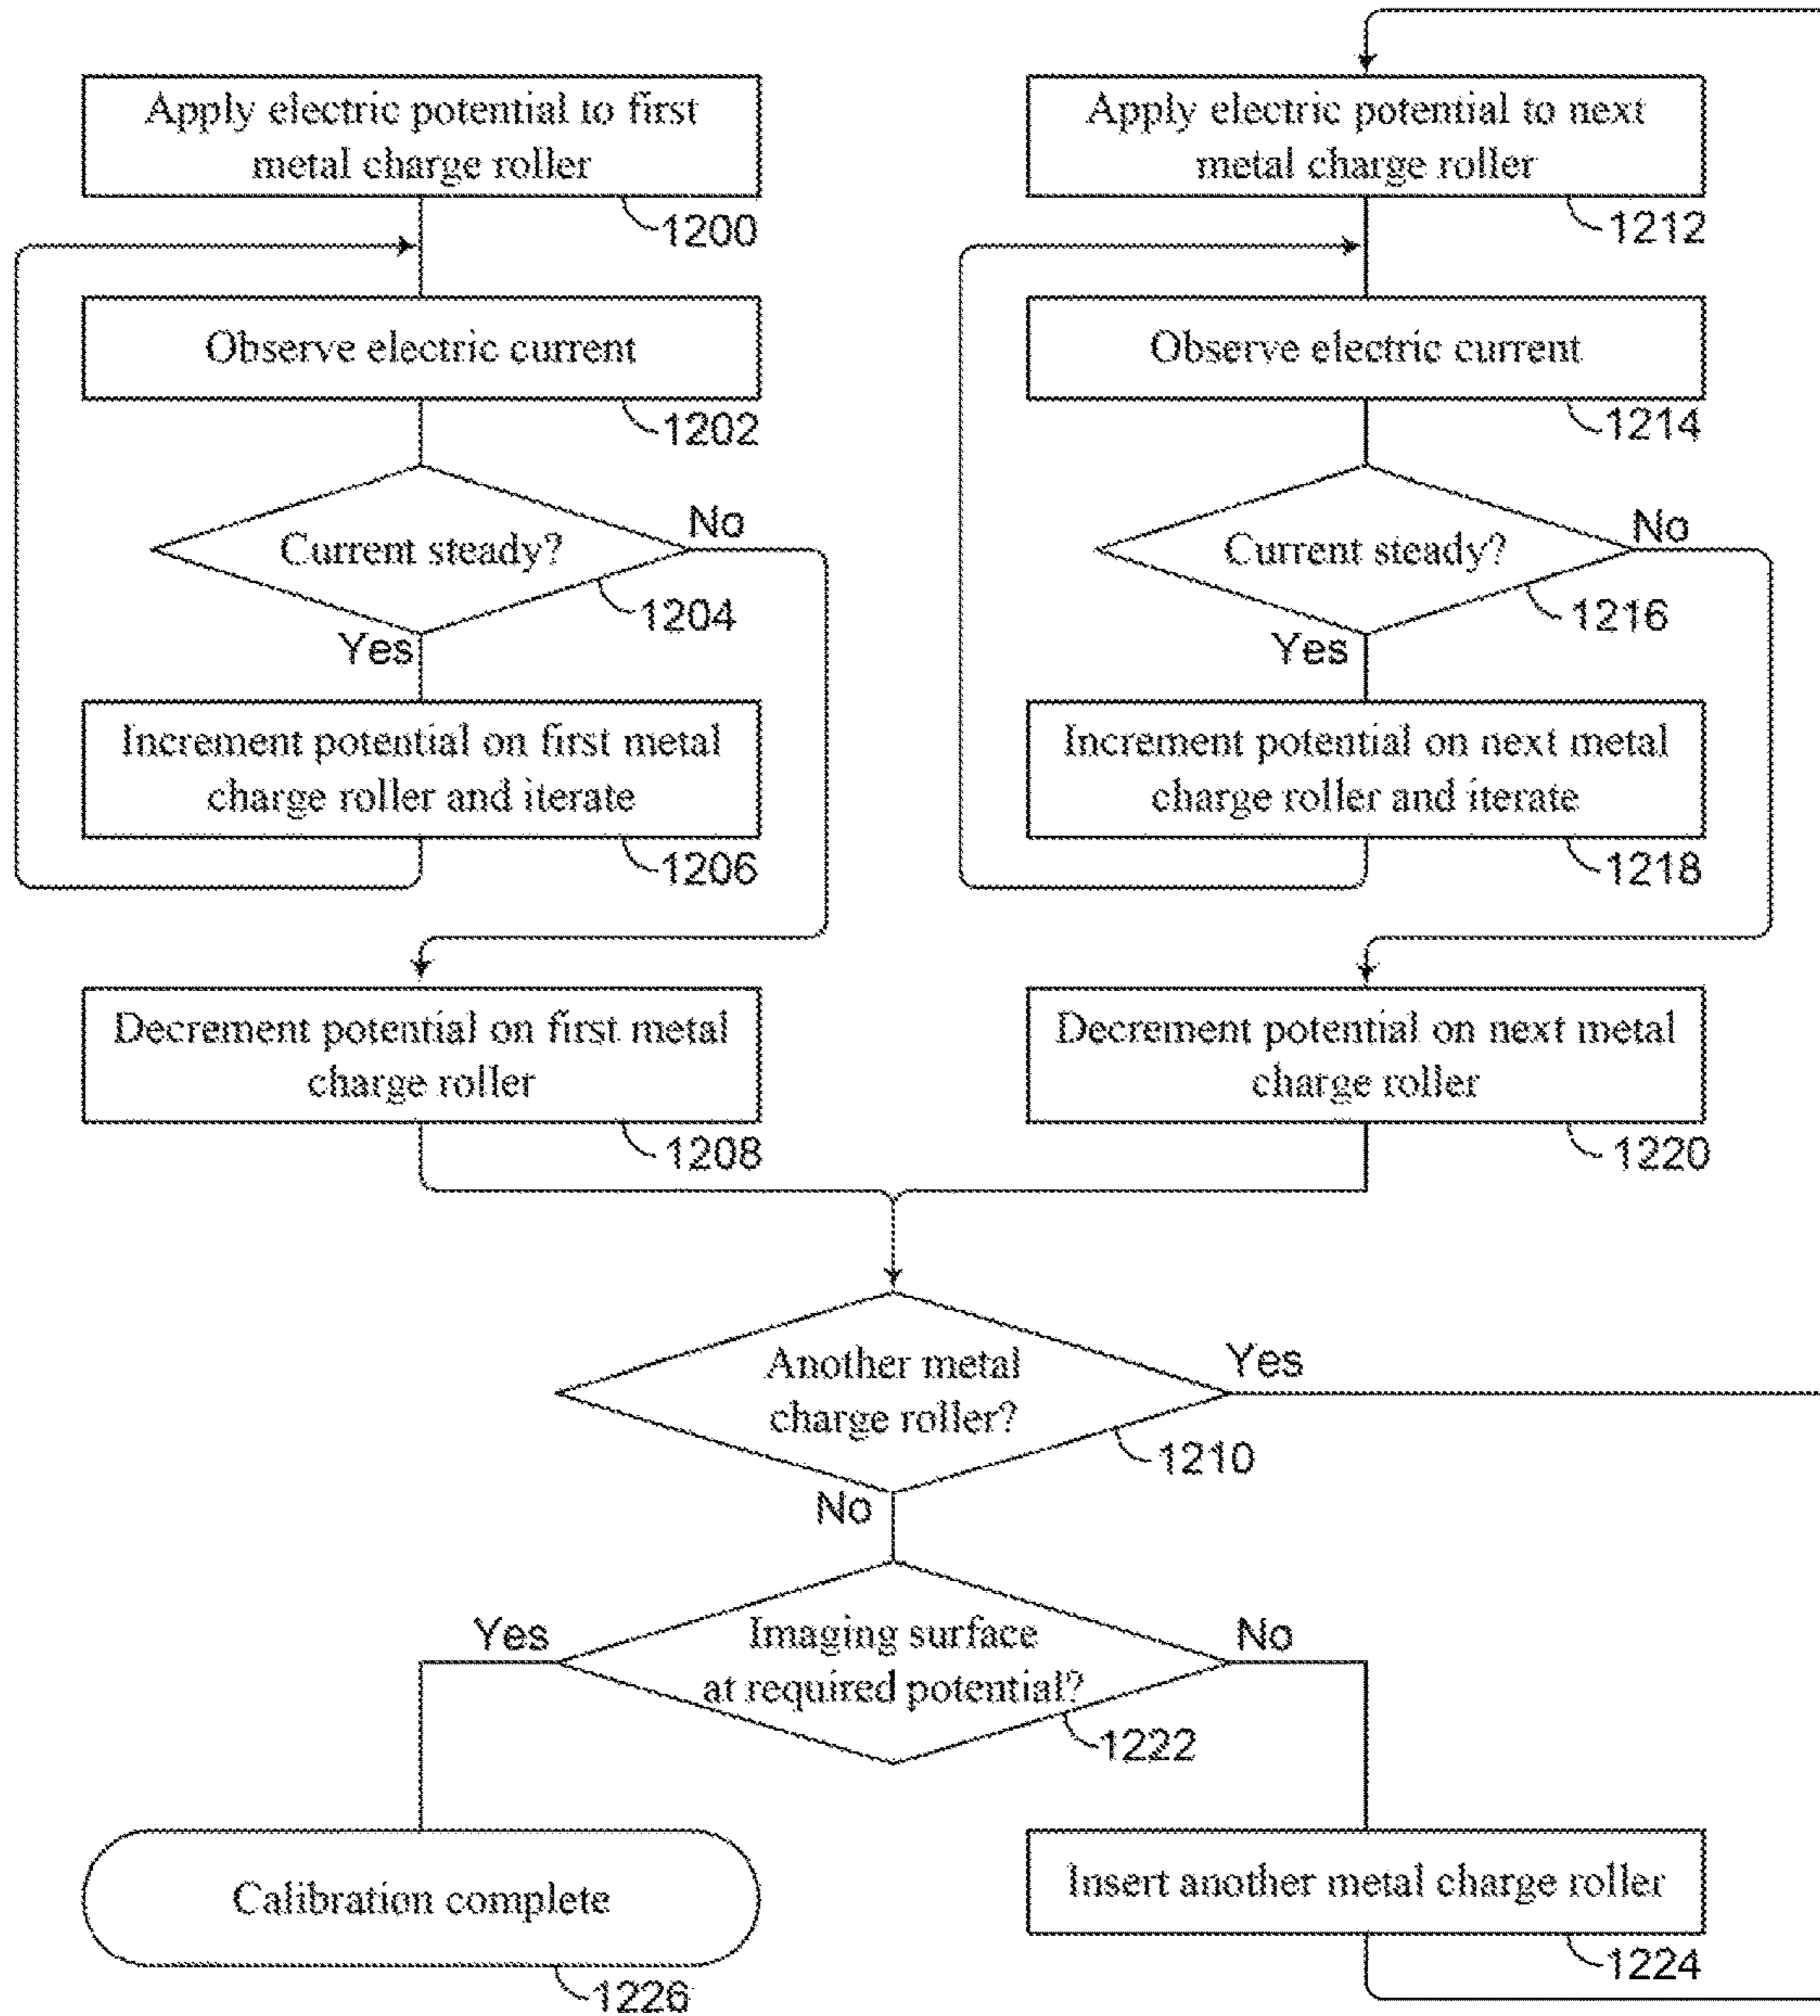 Apply electric potential to first
metal charge roller
1200
Observe electric current
1202
Current steady?
No
1204
Yes
Increment potential on first metal
charge roller and iterate
1206
Decrement potential on first metal
charge roller
1208
Apply electric potential to next
metal charge roller
1212
Observe electric current
1214
Current steady?
No
1216
Yes
Increment potential on next metal
charge roller and iterate
1218
Decrement potential on next metal
charge roller
1220
Another metal
charge roller?
Yes
1210
No
Imaging surface
at required potential?
Yes
No
1222
Calibration complete
1226
Insert another metal charge roller
1224